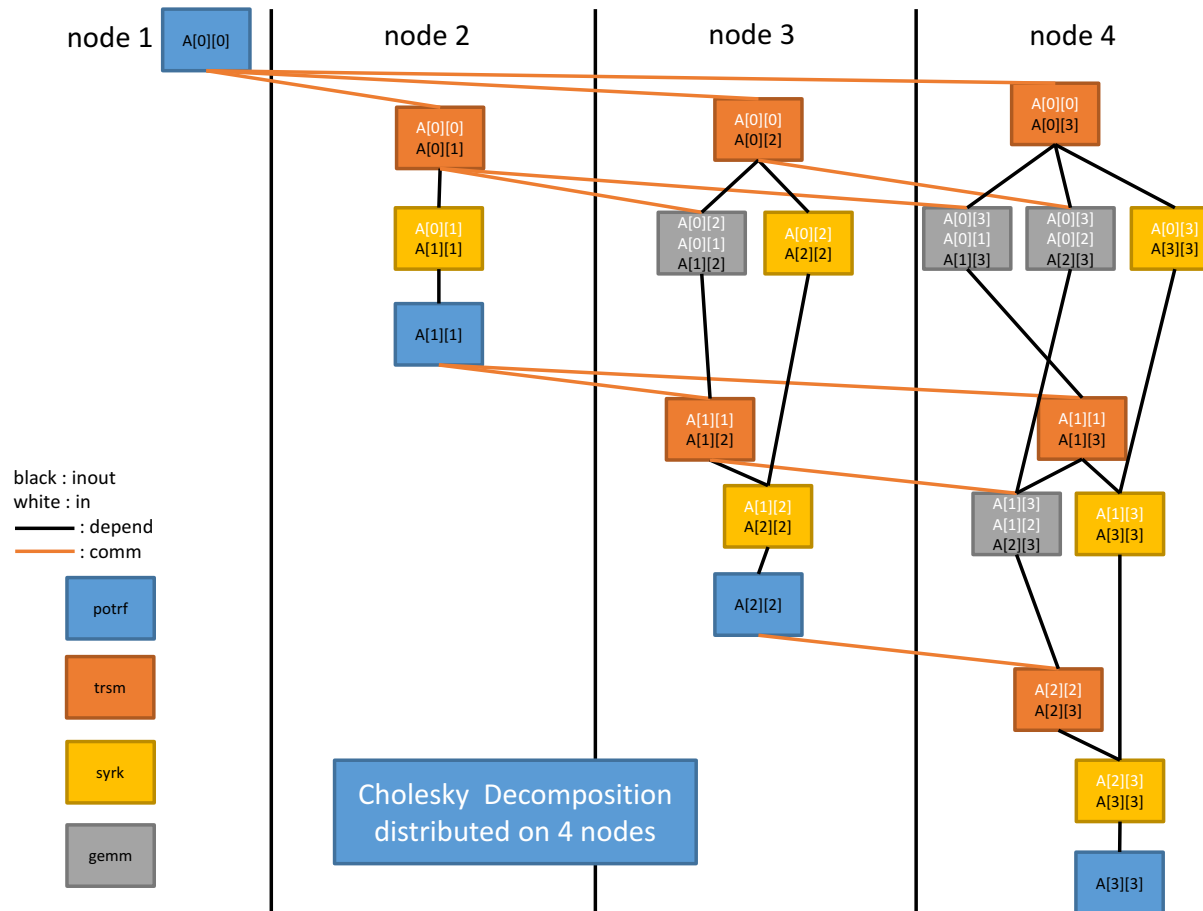 node 1
A[0][0]
node 2
node 3
node 4
A[0][0]
A[0][1]
A[0][0]
A[0][2]
A[0][0]
A[0][3]
A[0][1]
A[1][1]
A[0][2]
A[0][1]
A[1][2]
A[0][2]
A[2][2]
A[0][3]
A[0][1]
A[1][3]
A[0][3]
A[0][2]
A[2][3]
A[0][3]
A[3][3]
A[1][1]
A[1][1]
A[1][2]
A[1][1]
A[1][3]
A[1][2]
A[2][2]
A[1][3]
A[1][2]
A[2][3]
A[1][3]
A[3][3]
A[2][2]
A[2][2]
A[2][3]
A[2][3]
A[3][3]
A[3][3]
black : inout
white : in
: depend
: comm
potrf
trsm
syrk
gemm
Cholesky Decomposition
distributed on 4 nodes